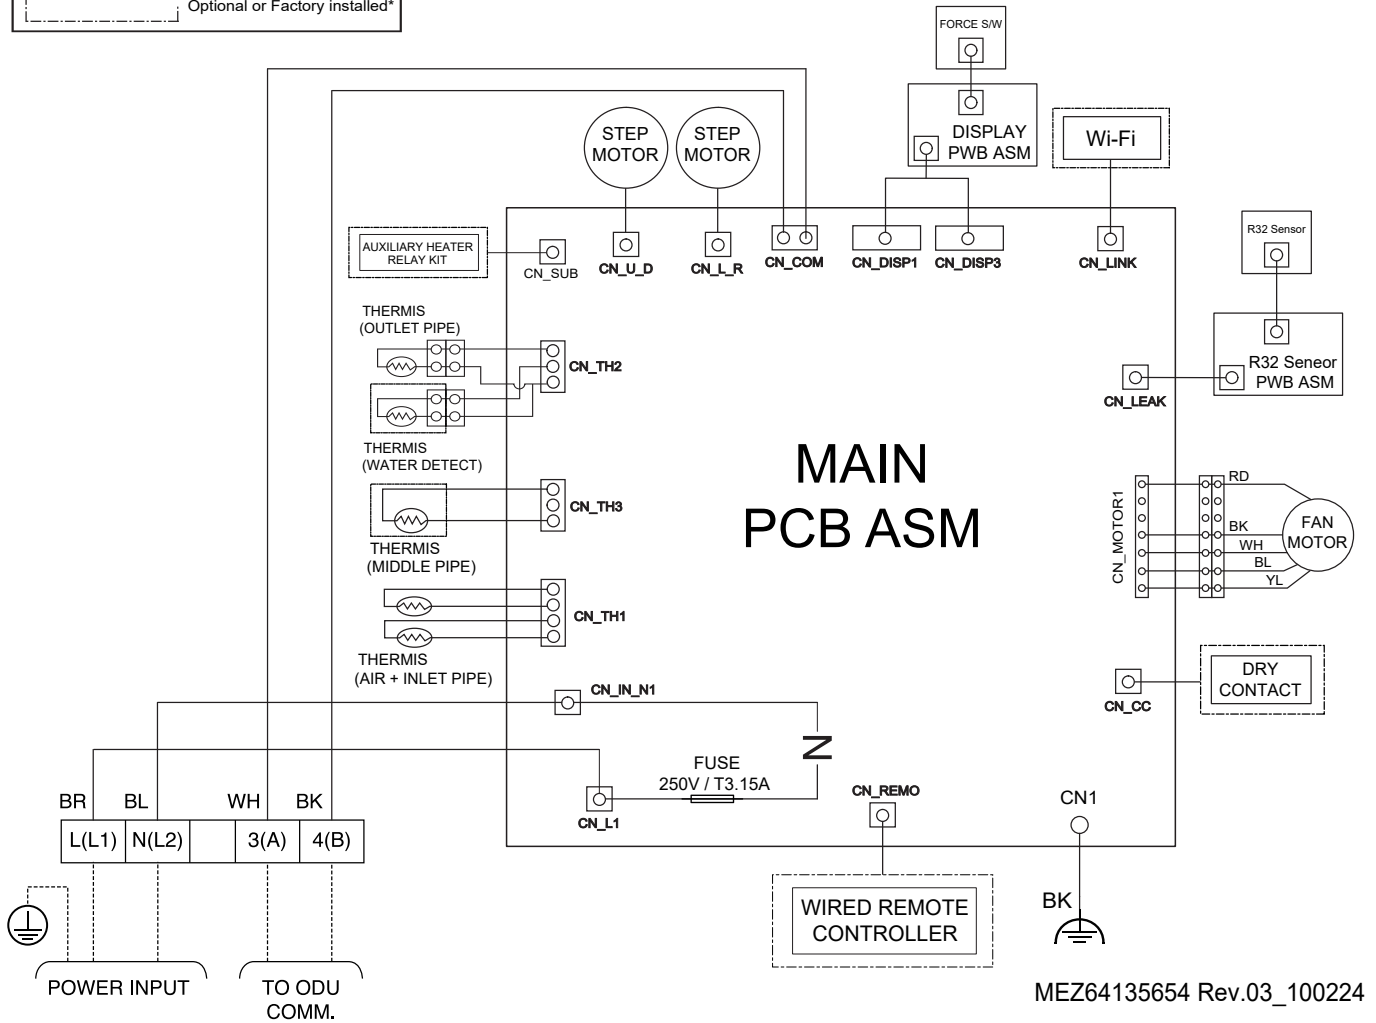 Optional or Factory installed*
FORCE S/W
DISPLAY
PWB ASM
Wi-Fi
STEP
MOTOR
STEP
MOTOR
R32 Sensor
AUXILIARY HEATER
RELAY KIT
CN_SUB
CN_U_D
CN_L_R
CN_COM
CN_DISP1
CN_DISP3
CN_LINK
THERMIS
(OUTLET PIPE)
CN_TH2
R32 Seneor
PWB ASM
CN_LEAK
THERMIS
(WATER DETECT)
MAIN
PCB ASM
CN_TH3
THERMIS
(MIDDLE PIPE)
CN_MOTOR1
RD
BK
WH
BL
YL
FAN
MOTOR
CN_TH1
THERMIS
(AIR + INLET PIPE)
DRY
CONTACT
CN_CC
CN_IN_N1
N
FUSE
250V / T3.15A
CN_L1
CN_REMO
CN1
BR
BL
WH
BK
L(L1)
N(L2)
3(A)
4(B)
WIRED REMOTE
CONTROLLER
BK
POWER INPUT
TO ODU
COMM.
MEZ64135654 Rev.03_100224